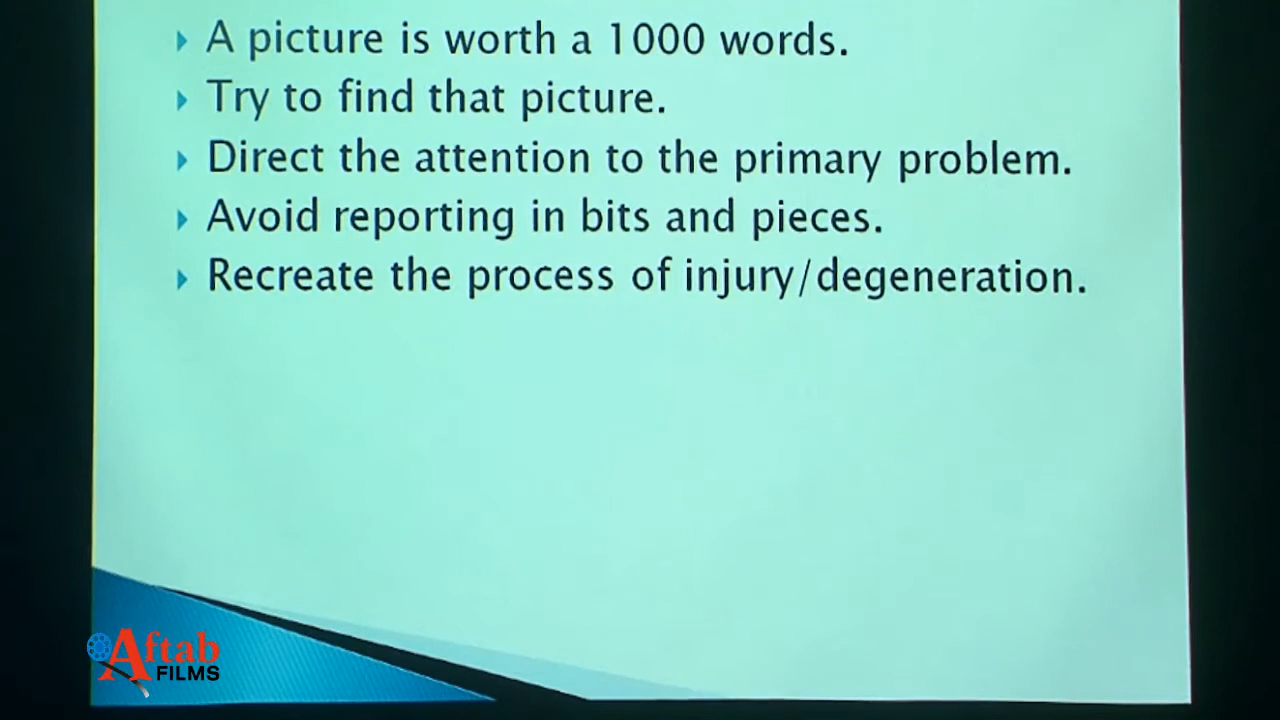 A picture is worth a 1000 words.
Try to find that picture.
Direct the attention to the primary problem.
Avoid reporting in bits and pieces.
Recreate the process of injury/degeneration.
Aftab
FILMS